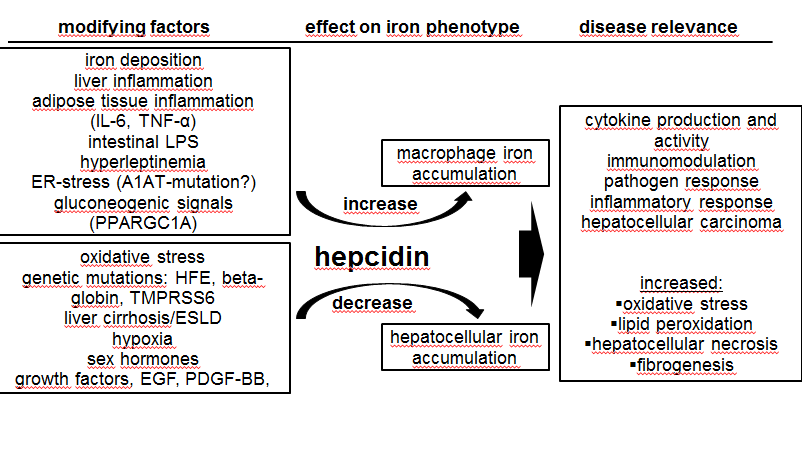 modifying factors
effect on iron phenotype
disease relevance
iron deposition
liver inflammation
adipose tissue inflammation
(IL-6, TNF-α)
intestinal LPS
hyperleptinemia
ER-stress (A1AT-mutation?)
gluconeogenic signals
(PPARGC1A)
oxidative stress
genetic mutations: HFE, beta-
globin, TMPRSS6
liver cirrhosis/ESLD
hypoxia
sex hormones
growth factors, EGF, PDGF-BB,
macrophage iron
accumulation
increase
hepcidin
decrease
hepatocellular iron
accumulation
cytokine production and
activity
immunomodulation
pathogen response
inflammatory response
hepatocellular carcinoma
increased:
▪oxidative stress
▪lipid peroxidation
▪hepatocellular necrosis
▪fibrogenesis